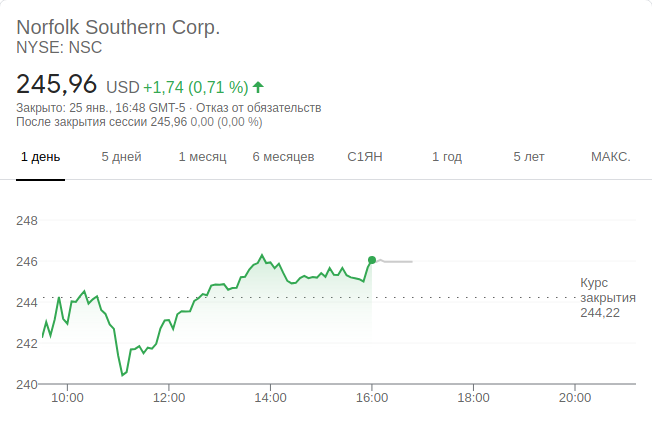 Norfolk Southern Corp.
NYSE: NSC
245,96 USD +1,74 (0,71 %)
Закрыто: 25 янв., 16:48 GMT-5 · Отказ от обязательств
После закрытия сессии 245,96 0,00 (0,00 %)
1 день 5 дней 1 месяц 6 месяцев С1ЯН 1 год 5 лет МАКС.
248
246
244
242
240
Курс
закрытия
244,22
10:00 12:00 14:00 16:00 18:00 20:00